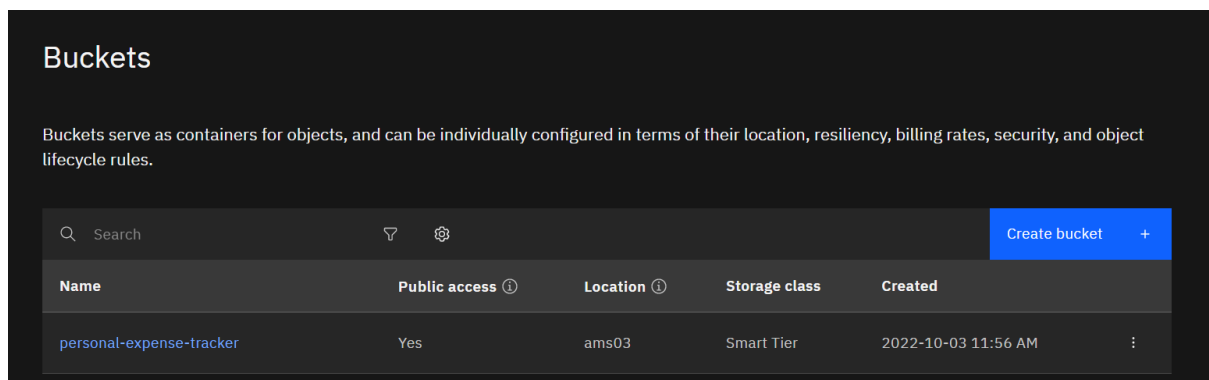 Buckets
Buckets serve as containers for objects, and can be individually configured in terms of their location, resiliency, billing rates, security, and object
lifecycle rules.
Search Create bucket +
Name Public access Location Storage class Created
personal-expense-tracker Yes ams03 Smart Tier 2022-10-03 11:56 AM